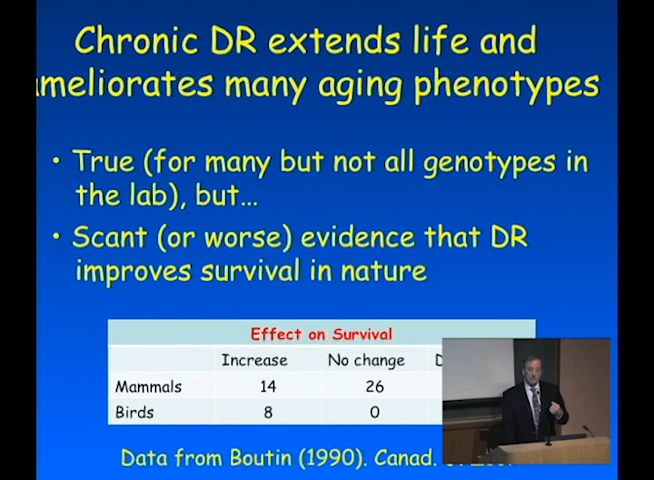 Chronic DR extends life and
ameliorates many aging phenotypes
• True (for many but not all genotypes in
the lab), but...
• Scant (or worse) evidence that DR
improves survival in nature
Effect on Survival
Increase No change D
Mammals 14 26
Birds 8 0
Data from Boutin (1990). Canad.